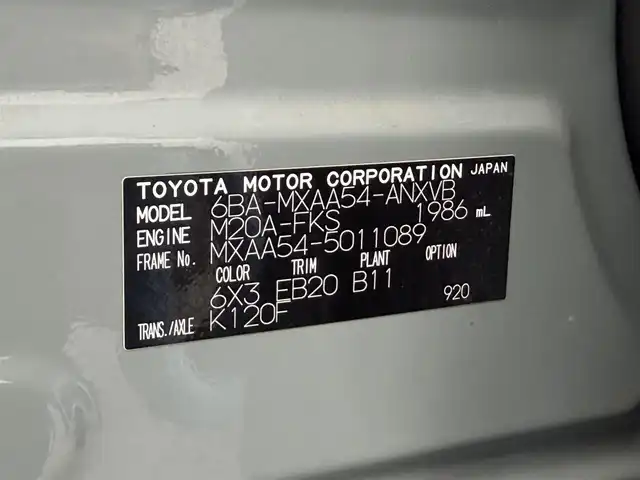 TOYOTA MOTOR CORPORATION JAPAN
MODEL 6BA-MXAA54-ANXVB
ENGINE M20A-FKS 1986 mL
FRAME No. MXAA54-5011089
COLOR TRIM PLANT OPTION
6X3 EB20 B11
TRANS./AXLE K120F 920